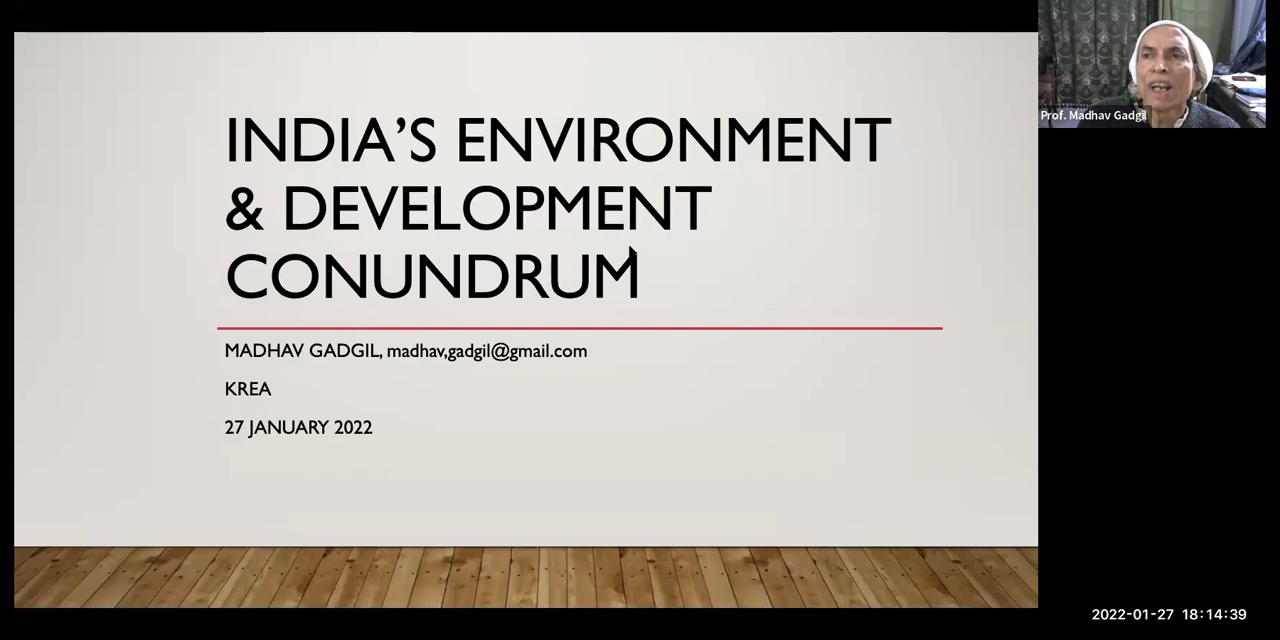 INDIA’S ENVIRONMENT
& DEVELOPMENT
CONUNDRUM
MADHAV GADGIL, madhav,gadgil@gmail.com
KREA
27 JANUARY 2022
Prof. Madhav Gadgil
2022-01-27 18:14:39